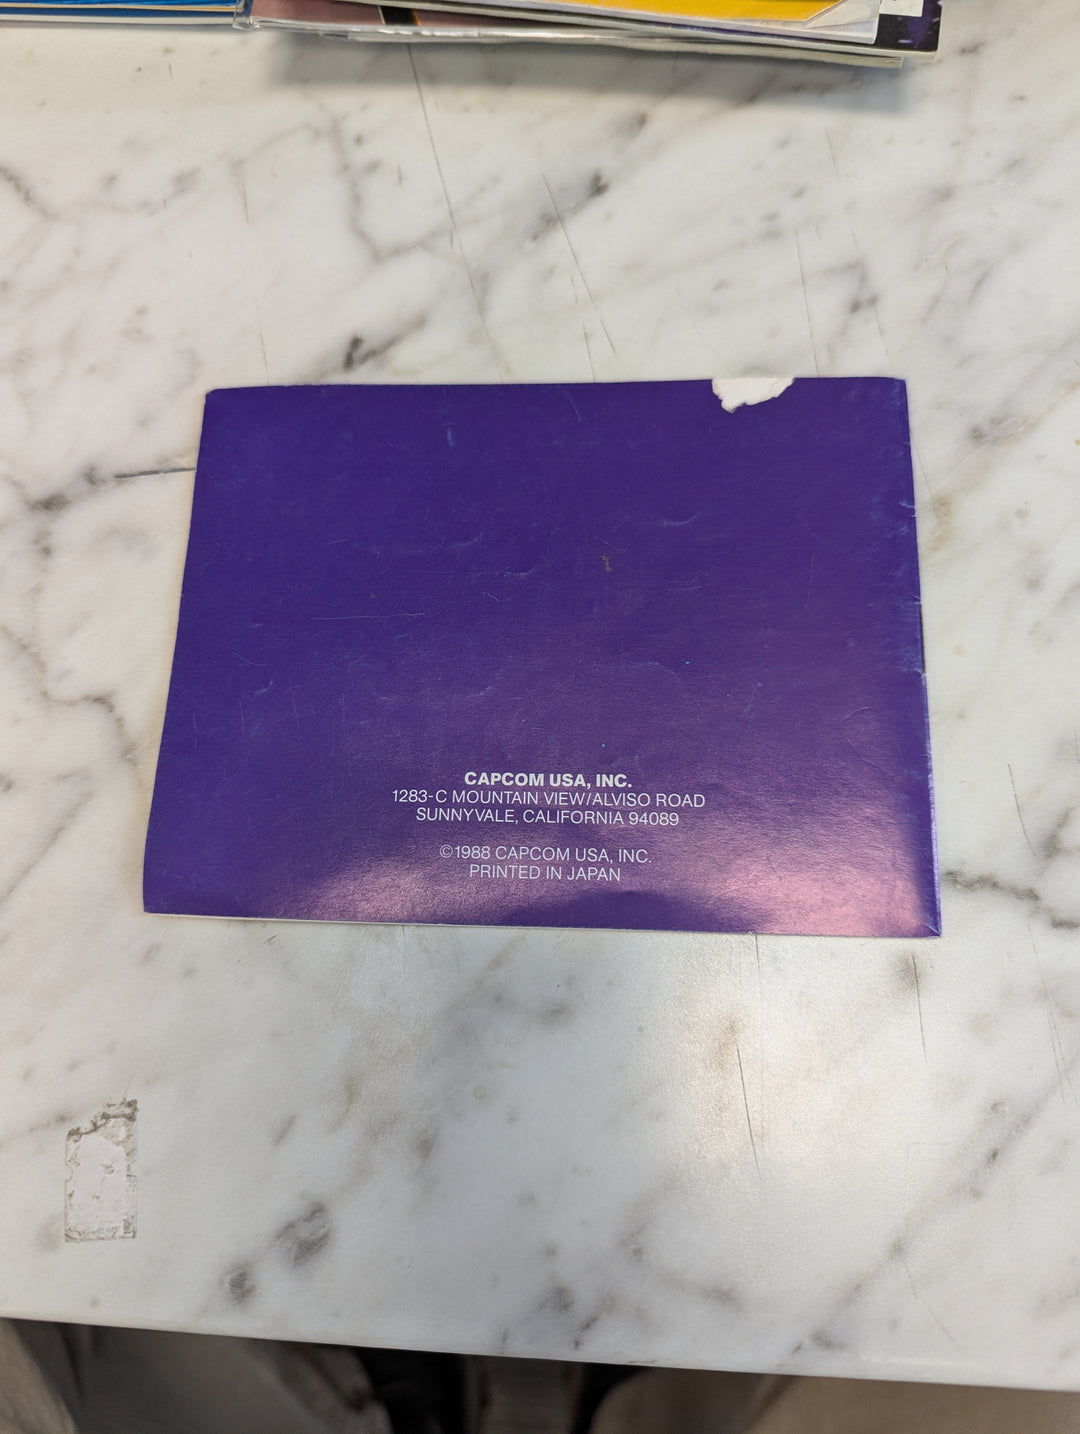 CAPCOM USA, INC.
1283-C MOUNTAIN VIEW/ALVISO ROAD
SUNNYVALE, CALIFORNIA 94089
©1988 CAPCOM USA, INC.
PRINTED IN JAPAN